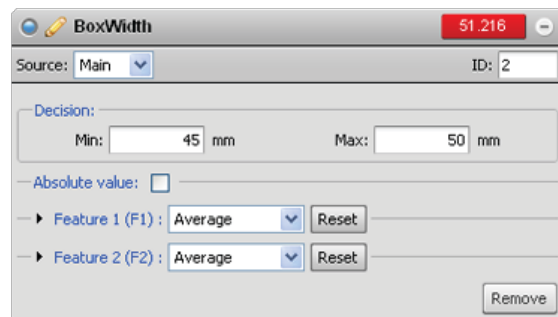 BoxWidth 51.216
Source: Main ID: 2
Decision:
Min: 45 mm Max: 50 mm
Absolute value:
Feature 1 (F1) : Average Reset
Feature 2 (F2) : Average Reset
Remove